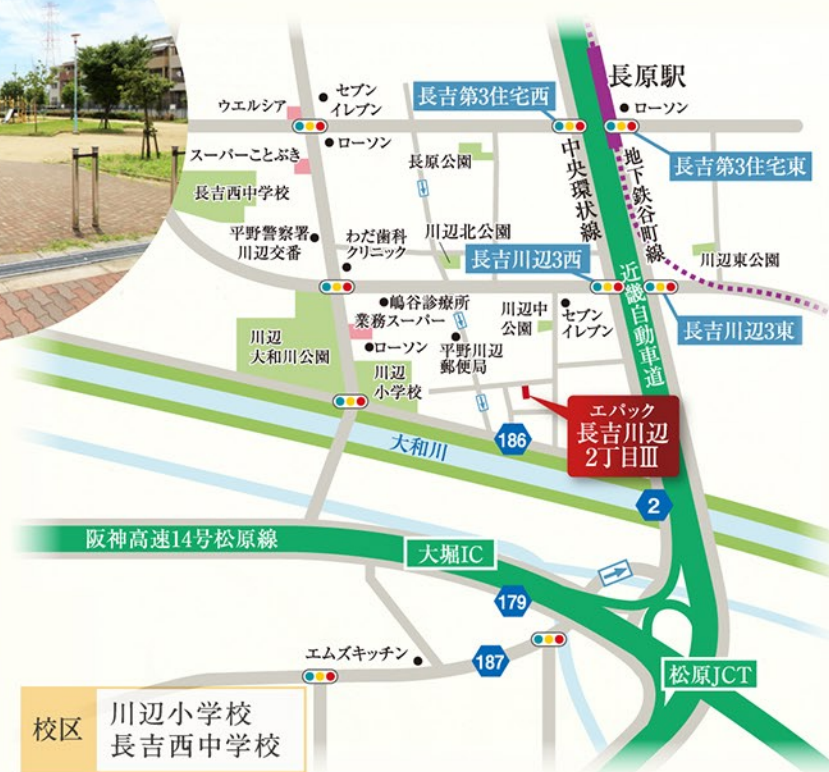 長原駅
セブン
イレブン
ウエルシア
長吉第3住宅西
ローソン
ローソン
スーパーことぶき
長原公園
長吉第3住宅東
長吉西中学校
中央環状線
地下鉄谷町線
平野警察署
川辺交番
わだ歯科
クリニック
川辺北公園
長吉川辺3西
川辺東公園
近畿自動車道
嶋谷診療所
業務スーパー
川辺中
公園
セブン
イレブン
長吉川辺3東
川辺
大和川公園
ローソン
平野川辺
郵便局
川辺
小学校
エパック
長吉川辺
2丁目Ⅲ
大和川
186
2
阪神高速14号松原線
大堀IC
179
エムズキッチン
187
松原JCT
校区
川辺小学校
長吉西中学校